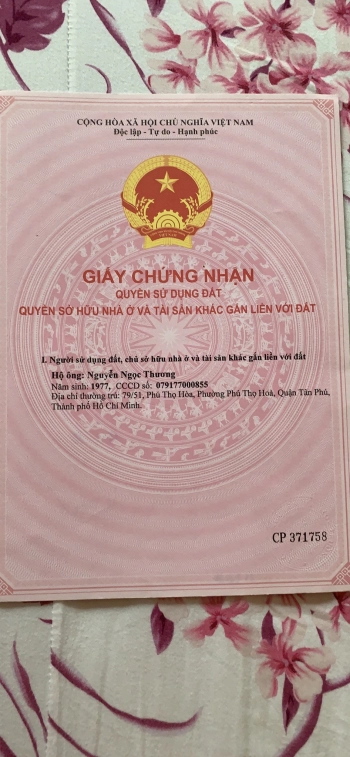 CỘNG HÒA XÃ HỘI CHỦ NGHĨA VIỆT NAM
Độc lập - Tự do - Hạnh phúc
VIỆT NAM
GIẤY CHỨNG NHẬN
QUYỀN SỬ DỤNG ĐẤT
QUYỀN SỞ HỮU NHÀ Ở VÀ TÀI SẢN KHÁC GẮN LIỀN VỚI ĐẤT
I. Người sử dụng đất, chủ sở hữu nhà ở và tài sản khác gắn liền với đất
Hộ ông: Nguyễn Ngọc Thương
Năm sinh: 1977, CCCD số: 079177000855
Địa chỉ thường trú: 79/51, Phú Thọ Hòa, Phường Phú Thọ Hoà, Quận Tân Phú,
Thành phố Hồ Chí Minh.
CP 371758